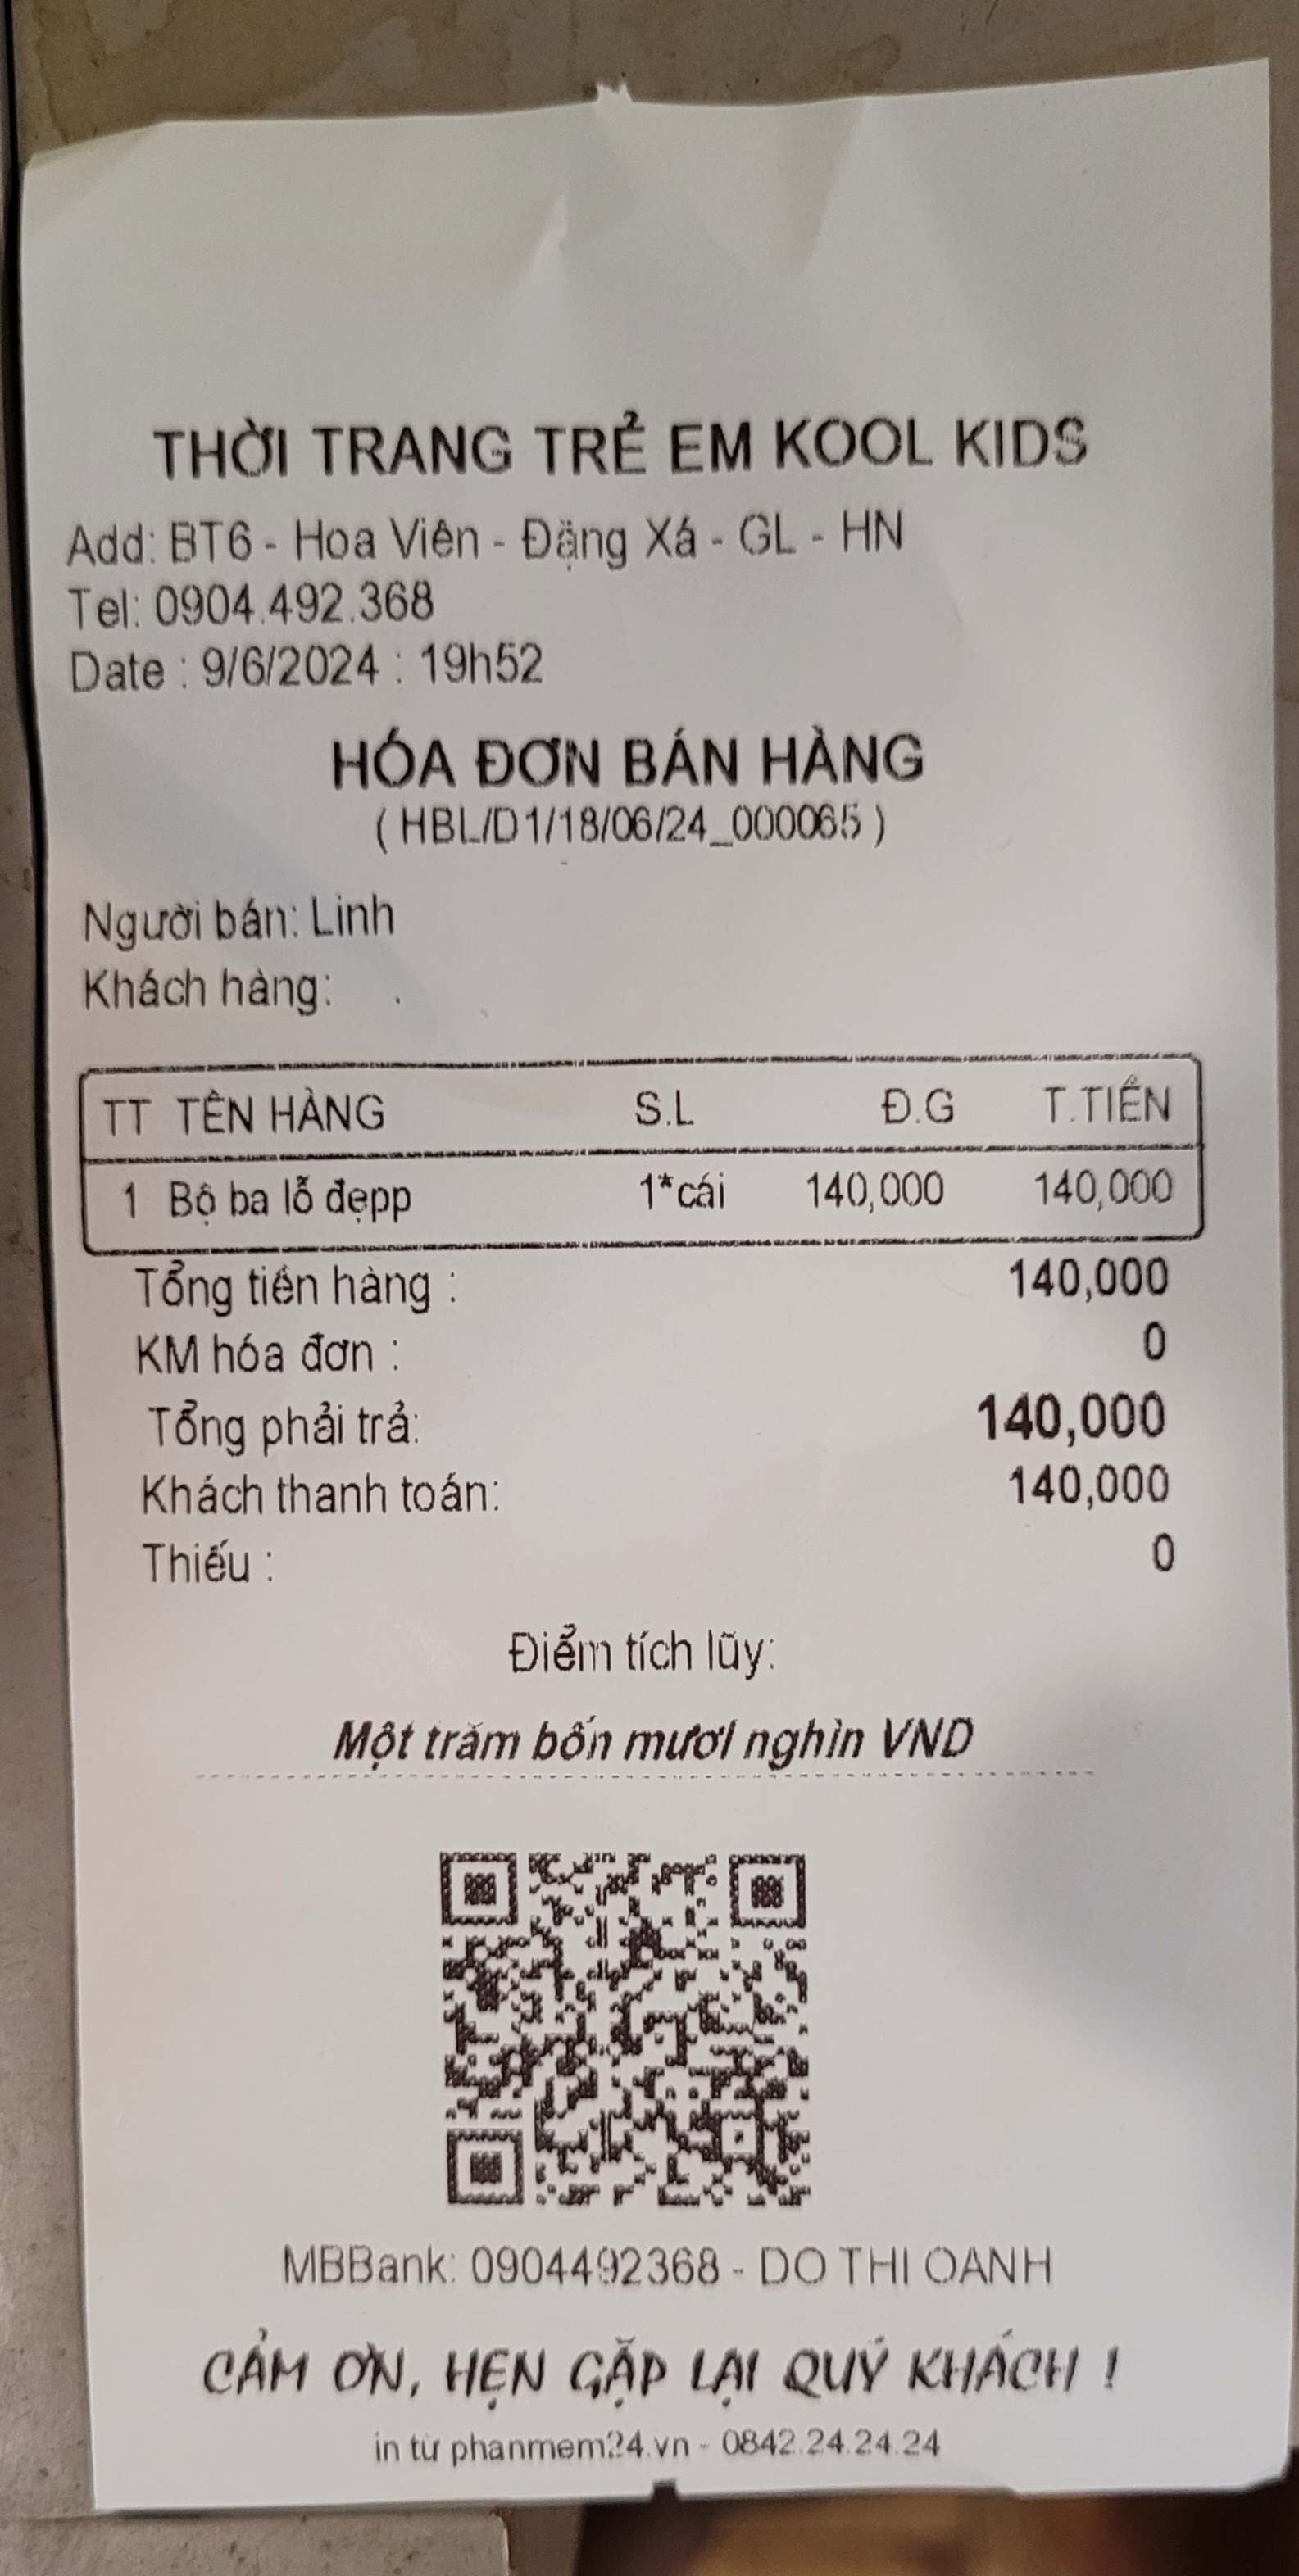 THỜI TRANG TRẺ EM KOOL KIDS
Add: BT6 - Hoa Viên - Đặng Xá - GL - HN
Tel: 0904.492.368
Date : 9/6/2024 : 19h52
HÓA ĐƠN BÁN HÀNG
( HBL/D1/18/06/24_000065 )
Người bán: Linh
Khách hàng: .
TT TÊN HÀNG S.L Đ.G T.TIỀN
1 Bộ ba lỗ đẹpp 1*cái 140,000 140,000
Tổng tiền hàng : 140,000
KM hóa đơn : 0
Tổng phải trả: 140,000
Khách thanh toán: 140,000
Thiếu : 0
Điểm tích lũy:
Một trăm bốn mươi nghìn VND
MBBank: 0904492368 - DO THI OANH
CẢM ƠN, HẸN GẶP LẠI QUÝ KHÁCH !
in từ phanmem24.vn - 0842.24.24.24